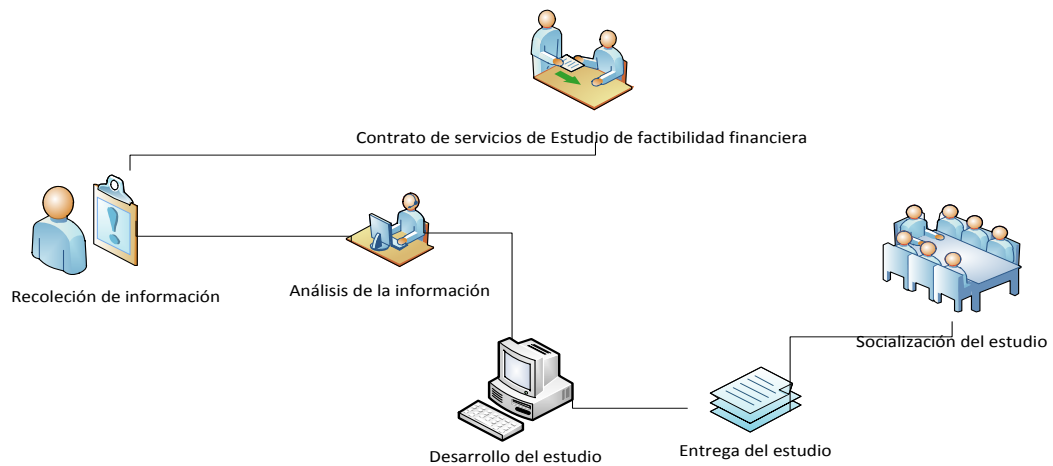 Contrato de servicios de Estudio de factibilidad financiera
Recoleción de información
Análisis de la información
Desarrollo del estudio
Entrega del estudio
Socialización del estudio